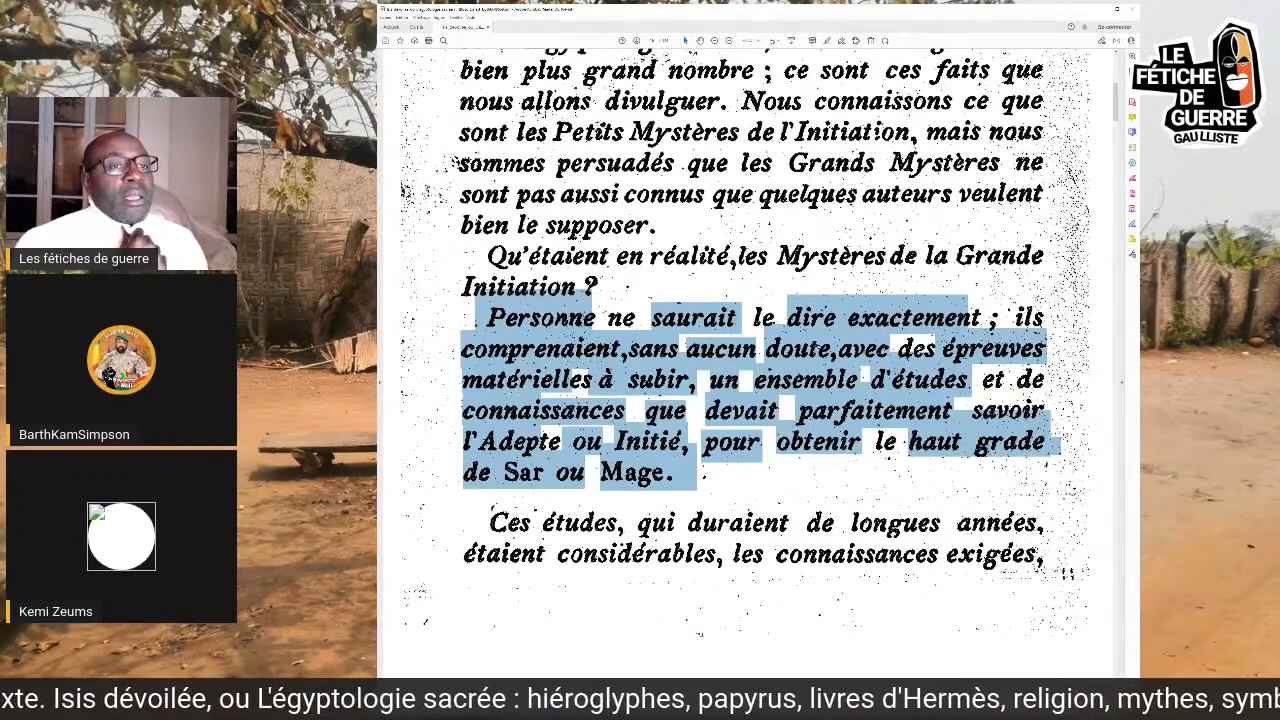 bien plus grand nombre ; ce sont ces faits que
nous allons divulguer. Nous connaissons ce que
sont les Petits Mystères de l'Initiation, mais nous
sommes persuadés que les Grands Mystères ne
sont pas aussi connus que quelques auteurs veulent
bien le supposer.
Qu'étaient en réalité,les Mystères de la Grande
Initiation ?
Personne ne saurait le dire exactement ; ils
comprenaient,sans aucun doute,avec des épreuves
matérielles à subir, un ensemble d'études et de
connaissances que devait parfaitement savoir
l'Adepte ou Initié, pour obtenir le haut grade
de Sar ou Mage.
Ces études, qui duraient de longues années,
étaient considérables, les connaissances exigées,
LE
FÉTICHE
DE
GUERRE
GAULLISTE
Les fétiches de guerre
BarthKamSimpson
Kemi Zeums
xte. Isis dévoilée, ou L'égyptologie sacrée : hiéroglyphes, papyrus, livres d'Hermès, religion, mythes, symb